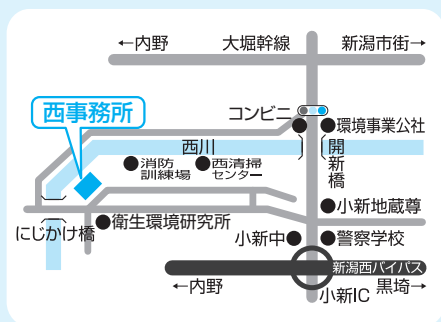 ←内野
大堀幹線
新潟市街→
コンビニ
西事務所
環境事業公社
西川
開新橋
消防
訓練場
西清掃
センター
小新地蔵尊
にじかけ橋
衛生環境研究所
小新中
警察学校
新潟西バイパス
←内野
黒埼→
小新IC